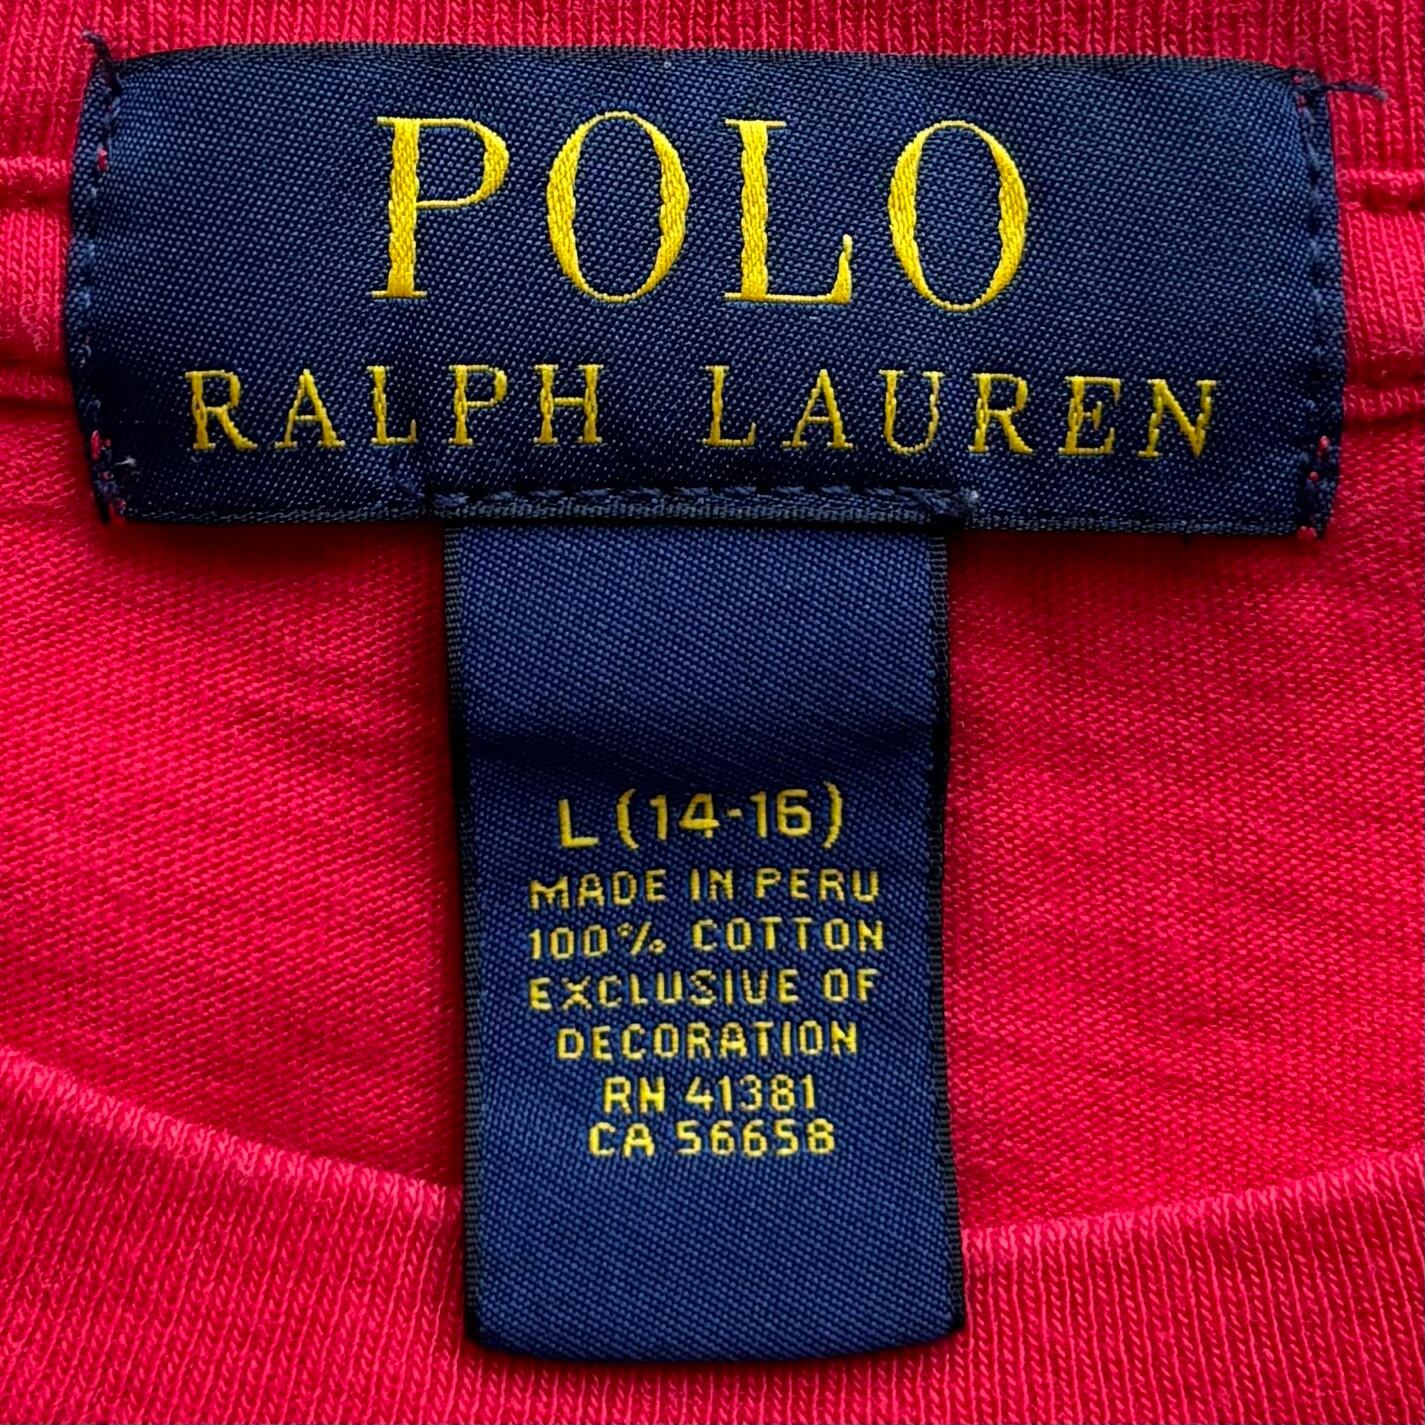 POLO
RALPH LAUREN
L (14-16)
MADE IN PERU
100% COTTON
EXCLUSIVE OF
DECORATION
RN 41381
CA 56658